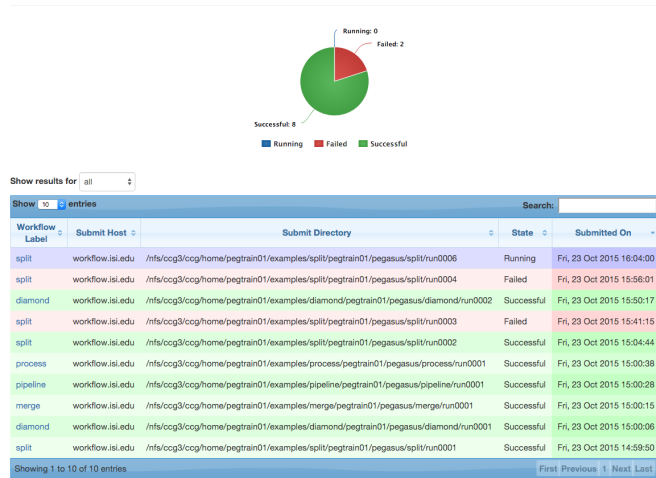 Running: 0
Failed: 2
Successful: 8
Running Failed Successful
Show results for all
Show 10 entries Search:
Workflow Label Submit Host Submit Directory State Submitted On
split workflow.isi.edu /nfs/ccg3/ccg/home/pegtrain01/examples/split/pegtrain01/pegasus/split/run0006 Running Fri, 23 Oct 2015 16:04:00
split workflow.isi.edu /nfs/ccg3/ccg/home/pegtrain01/examples/split/pegtrain01/pegasus/split/run0004 Failed Fri, 23 Oct 2015 15:56:01
diamond workflow.isi.edu /nfs/ccg3/ccg/home/pegtrain01/examples/diamond/pegtrain01/pegasus/diamond/run0002 Successful Fri, 23 Oct 2015 15:50:17
split workflow.isi.edu /nfs/ccg3/ccg/home/pegtrain01/examples/split/pegtrain01/pegasus/split/run0003 Failed Fri, 23 Oct 2015 15:41:15
split workflow.isi.edu /nfs/ccg3/ccg/home/pegtrain01/examples/split/pegtrain01/pegasus/split/run0002 Successful Fri, 23 Oct 2015 15:04:44
process workflow.isi.edu /nfs/ccg3/ccg/home/pegtrain01/examples/process/pegtrain01/pegasus/process/run0001 Successful Fri, 23 Oct 2015 15:00:38
pipeline workflow.isi.edu /nfs/ccg3/ccg/home/pegtrain01/examples/pipeline/pegtrain01/pegasus/pipeline/run0001 Successful Fri, 23 Oct 2015 15:00:28
merge workflow.isi.edu /nfs/ccg3/ccg/home/pegtrain01/examples/merge/pegtrain01/pegasus/merge/run0001 Successful Fri, 23 Oct 2015 15:00:15
diamond workflow.isi.edu /nfs/ccg3/ccg/home/pegtrain01/examples/diamond/pegtrain01/pegasus/diamond/run0001 Successful Fri, 23 Oct 2015 15:00:06
split workflow.isi.edu /nfs/ccg3/ccg/home/pegtrain01/examples/split/pegtrain01/pegasus/split/run0001 Successful Fri, 23 Oct 2015 14:59:50
Showing 1 to 10 of 10 entries First Previous 1 Next Last